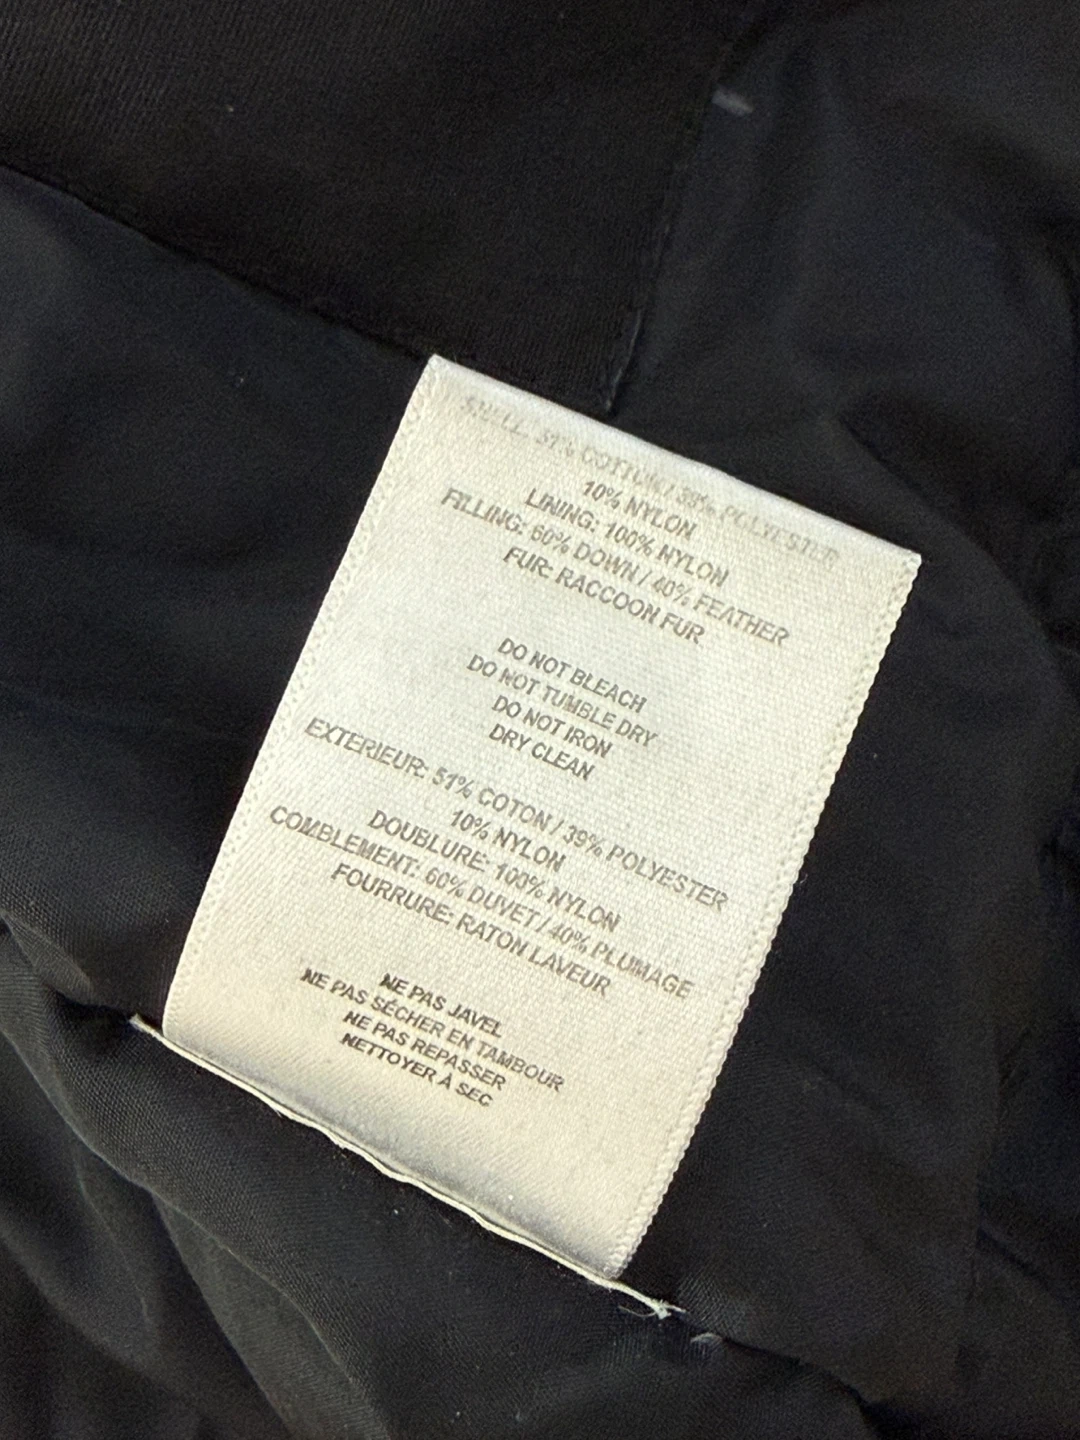 SHELL: 51% COTTON / 39% POLYESTER
10% NYLON
LINING: 100% NYLON
FILLING: 60% DOWN / 40% FEATHER
FUR: RACCOON FUR
DO NOT BLEACH
DO NOT TUMBLE DRY
DO NOT IRON
DRY CLEAN
EXTERIEUR: 51% COTON / 39% POLYESTER
10% NYLON
DOUBLURE: 100% NYLON
COMBLEMENT: 60% DUVET / 40% PLUMAGE
FOURRURE: RATON LAVEUR
NE PAS JAVEL
NE PAS SÉCHER EN TAMBOUR
NE PAS REPASSER
NETTOYER À SEC